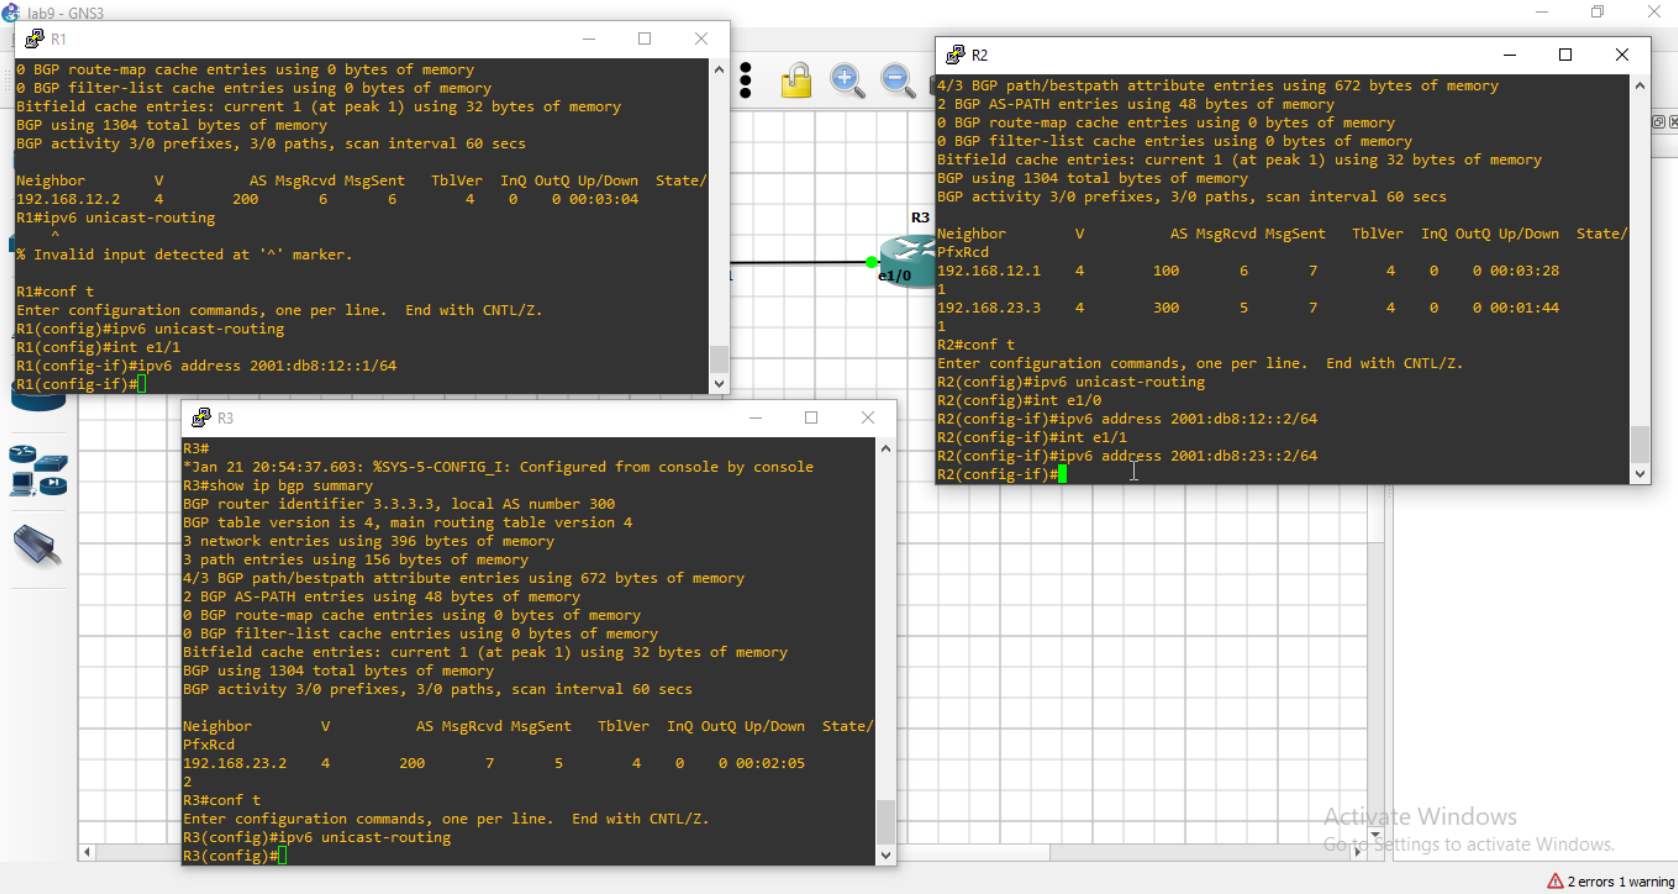 lab9 - GNS3
R1
0 BGP route-map cache entries using 0 bytes of memory
0 BGP filter-list cache entries using 0 bytes of memory
Bitfield cache entries: current 1 (at peak 1) using 32 bytes of memory
BGP using 1304 total bytes of memory
BGP activity 3/0 prefixes, 3/0 paths, scan interval 60 secs
Neighbor V AS MsgRcvd MsgSent TblVer InQ OutQ Up/Down State/
192.168.12.2 4 200 6 6 4 0 0 00:03:04
R1#ipv6 unicast-routing
^
% Invalid input detected at '^' marker.
R1#conf t
Enter configuration commands, one per line. End with CNTL/Z.
R1(config)#ipv6 unicast-routing
R1(config)#int e1/1
R1(config-if)#ipv6 address 2001:db8:12::1/64
R1(config-if)#
R2
4/3 BGP path/bestpath attribute entries using 672 bytes of memory
2 BGP AS-PATH entries using 48 bytes of memory
0 BGP route-map cache entries using 0 bytes of memory
0 BGP filter-list cache entries using 0 bytes of memory
Bitfield cache entries: current 1 (at peak 1) using 32 bytes of memory
BGP using 1304 total bytes of memory
BGP activity 3/0 prefixes, 3/0 paths, scan interval 60 secs
Neighbor V AS MsgRcvd MsgSent TblVer InQ OutQ Up/Down State/
PfxRcd
192.168.12.1 4 100 6 7 4 0 0 00:03:28
1
192.168.23.3 4 300 5 7 4 0 0 00:01:44
1
R2#conf t
Enter configuration commands, one per line. End with CNTL/Z.
R2(config)#ipv6 unicast-routing
R2(config)#int e1/0
R2(config-if)#ipv6 address 2001:db8:12::2/64
R2(config-if)#int e1/1
R2(config-if)#ipv6 address 2001:db8:23::2/64
R2(config-if)#
R3
e1/0
R3
R3#
*Jan 21 20:54:37.603: %SYS-5-CONFIG_I: Configured from console by console
R3#show ip bgp summary
BGP router identifier 3.3.3.3, local AS number 300
BGP table version is 4, main routing table version 4
3 network entries using 396 bytes of memory
3 path entries using 156 bytes of memory
4/3 BGP path/bestpath attribute entries using 672 bytes of memory
2 BGP AS-PATH entries using 48 bytes of memory
0 BGP route-map cache entries using 0 bytes of memory
0 BGP filter-list cache entries using 0 bytes of memory
Bitfield cache entries: current 1 (at peak 1) using 32 bytes of memory
BGP using 1304 total bytes of memory
BGP activity 3/0 prefixes, 3/0 paths, scan interval 60 secs
Neighbor V AS MsgRcvd MsgSent TblVer InQ OutQ Up/Down State/
PfxRcd
192.168.23.2 4 200 7 5 4 0 0 00:02:05
2
R3#conf t
Enter configuration commands, one per line. End with CNTL/Z.
R3(config)#ipv6 unicast-routing
R3(config)#
Activate Windows
Go to Settings to activate Windows.
2 errors 1 warning